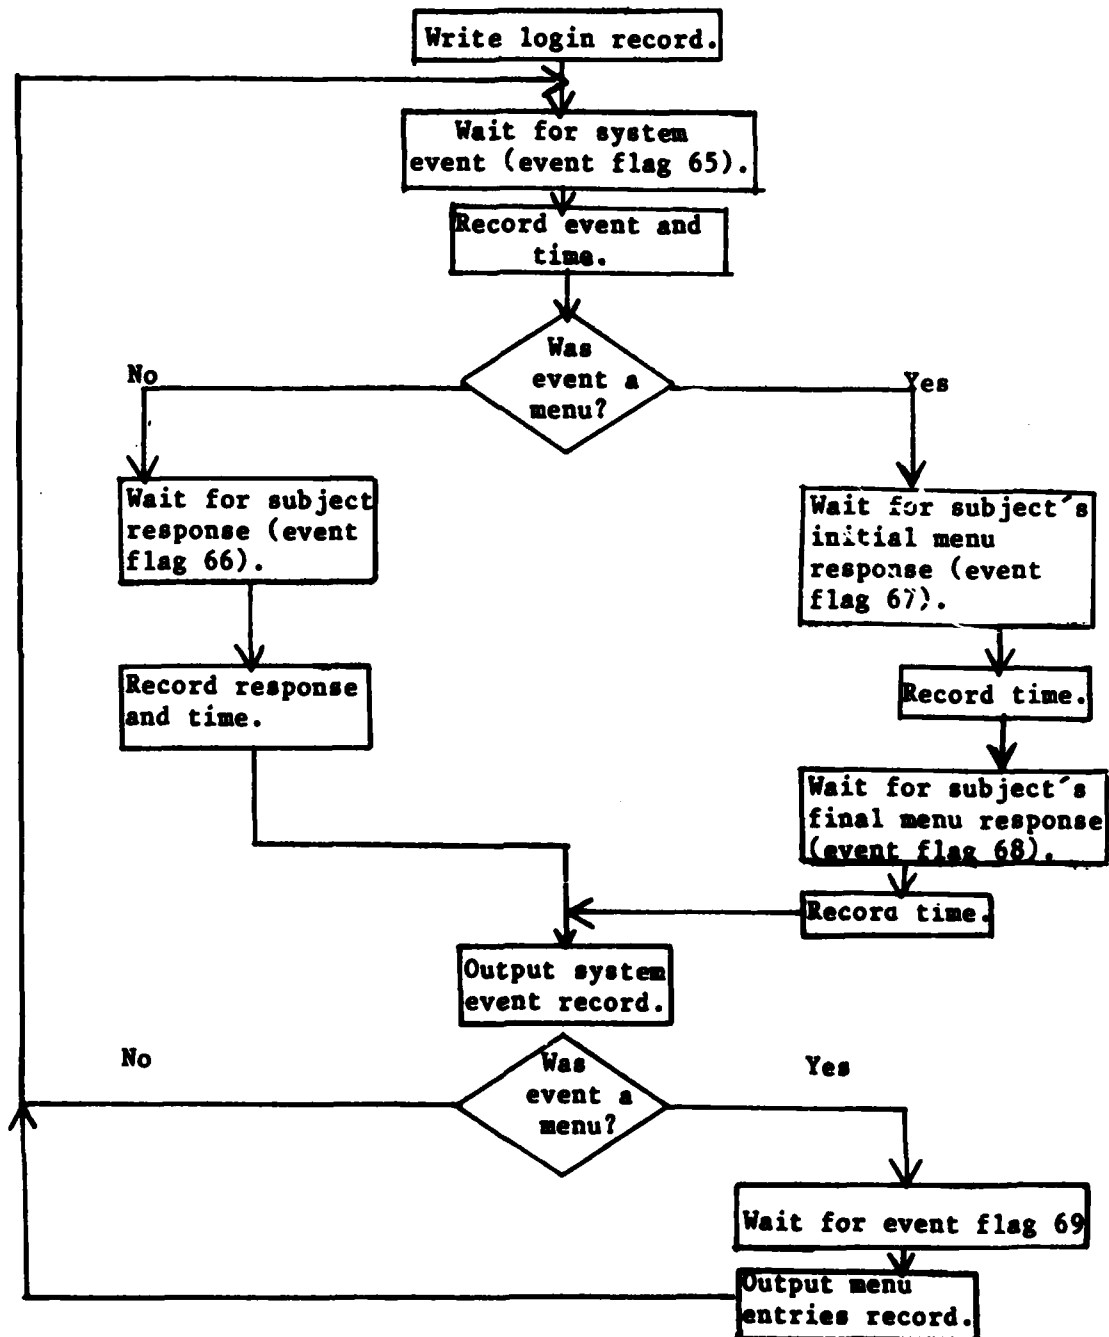 Write login record.
Wait for system
event (event flag 65).
Record event and
time.
Was
event a
menu?
No
Yes
Wait for subject
response (event
flag 66).
Wait for subject's
initial menu
response (event
flag 67).
Record response
and time.
Record time.
Wait for subject's
final menu response
(event flag 68).
Record time.
Output system
event record.
No
Was
event a
menu?
Yes
Wait for event flag 69
Output menu
entries record.